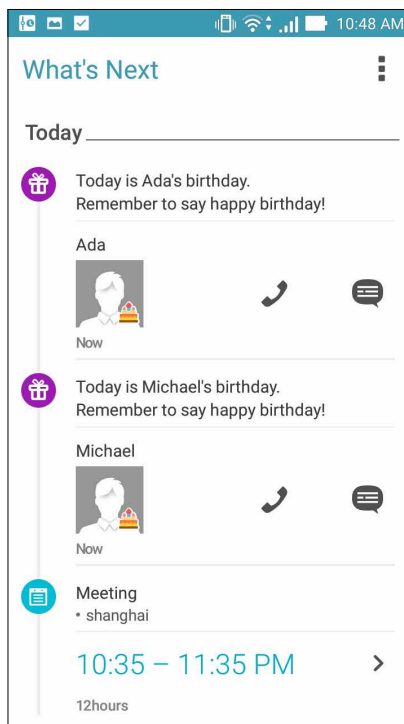 10:48 AM
What's Next
Today
Today is Ada's birthday.
Remember to say happy birthday!
Ada
Now
Today is Michael's birthday.
Remember to say happy birthday!
Michael
Now
Meeting
• shanghai
10:35 – 11:35 PM
12hours